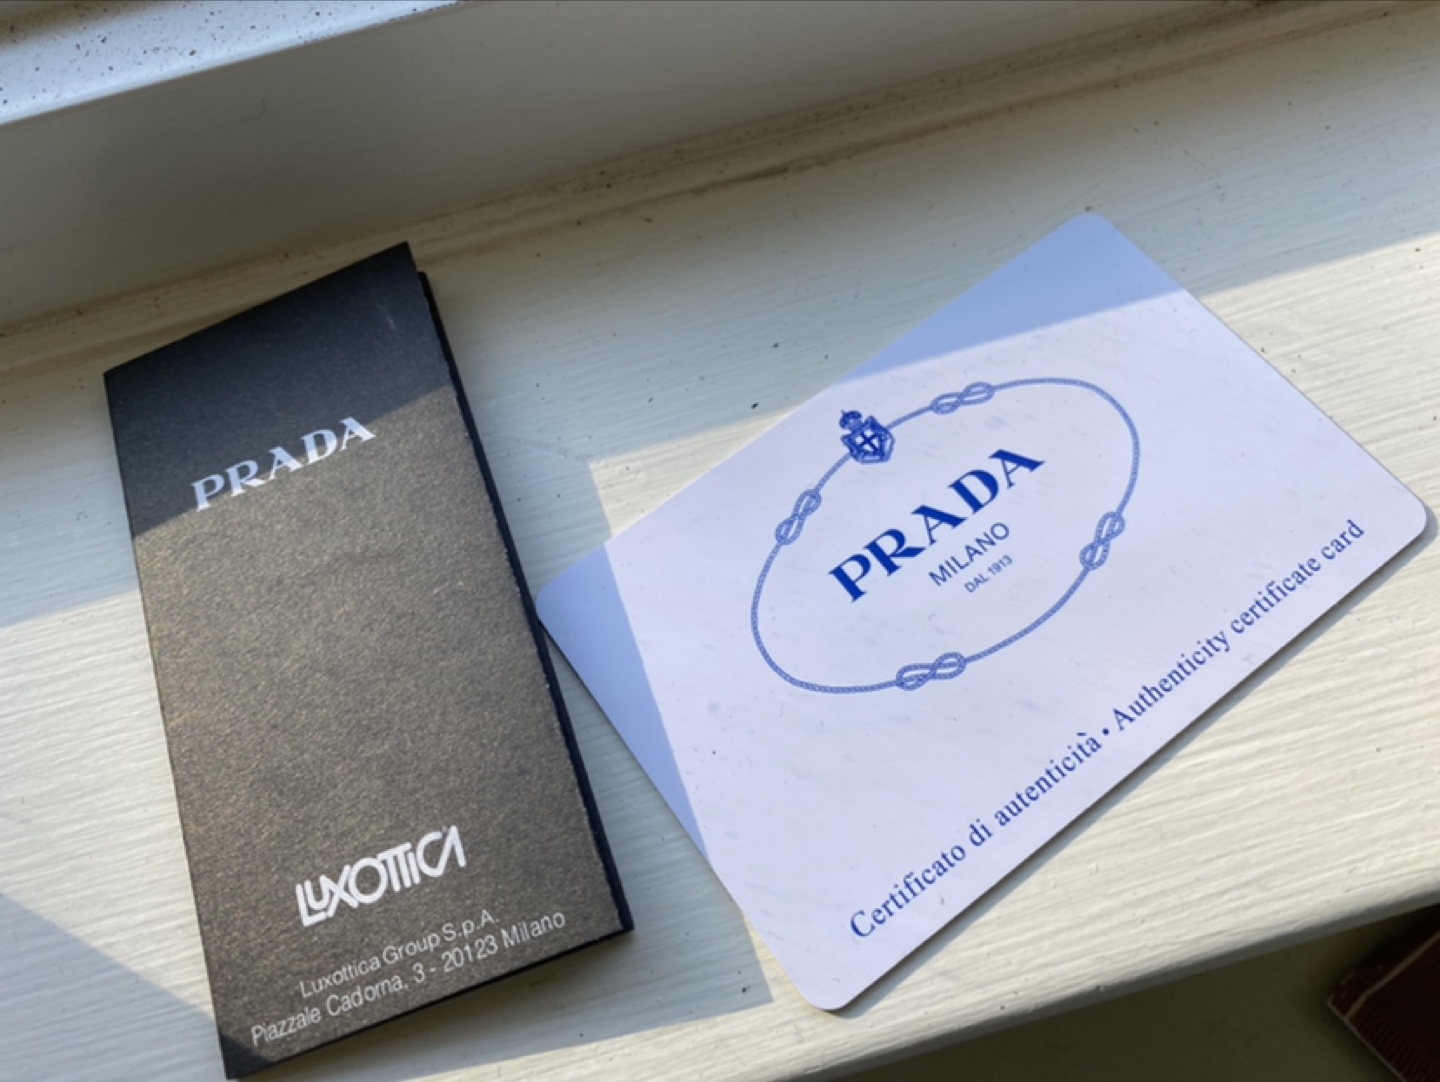 PRADA
LUXOTTICA
Luxottica Group S.p.A.
Piazzale Cadorna, 3 - 20123 Milano
PRADA
MILANO
DAL 1913
Certificato di autenticità • Authenticity certificate card